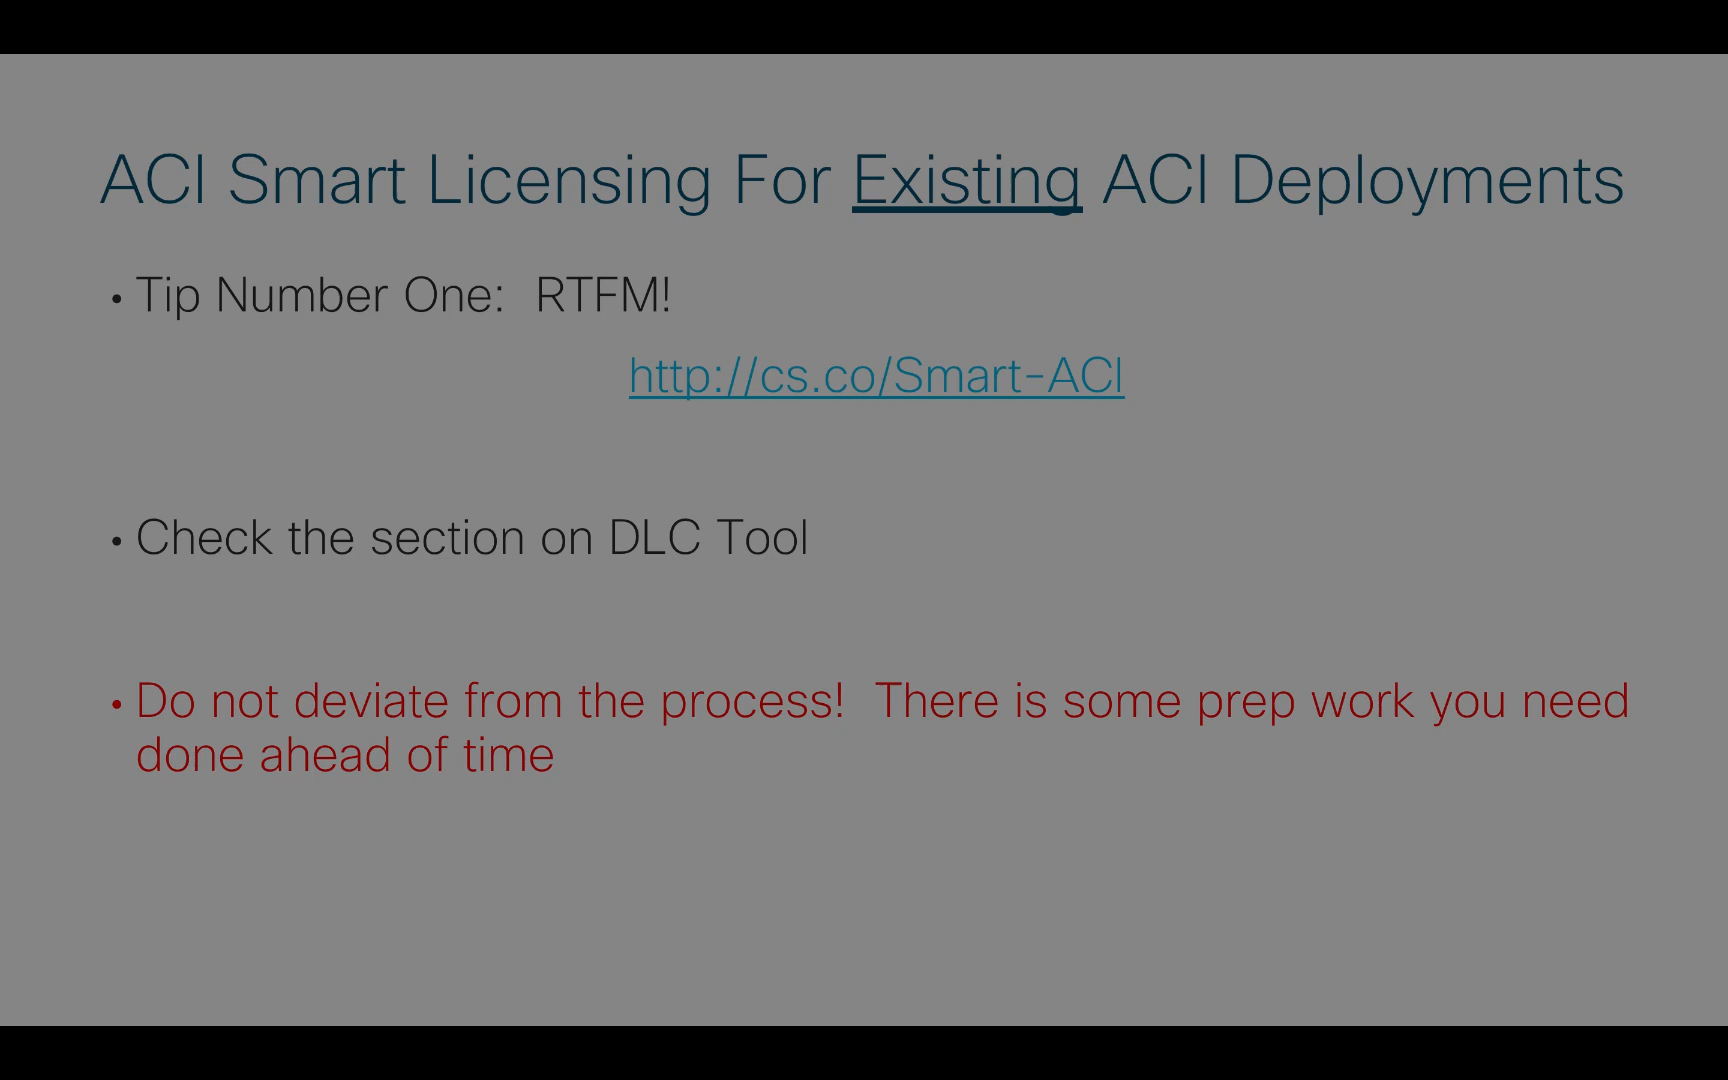 ACI Smart Licensing For Existing ACI Deployments
• Tip Number One:  RTFM!
http://cs.co/Smart-ACI
• Check the section on DLC Tool
• Do not deviate from the process!  There is some prep work you need
done ahead of time